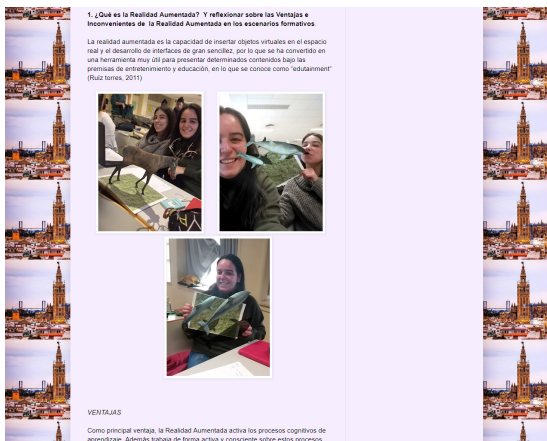 1. ¿Qué es la Realidad Aumentada? Y reflexionar sobre las Ventajas e
Inconvenientes de la Realidad Aumentada en los escenarios formativos.
La realidad aumentada es la capacidad de insertar objetos virtuales en el espacio
real y el desarrollo de interfaces de gran sencillez, por lo que se ha convertido en
una herramienta muy útil para presentar determinados contenidos bajo las
premisas de entretenimiento y educación, en lo que se conoce como “edutainment”
(Ruíz torres, 2011)
VENTAJAS
Como principal ventaja, la Realidad Aumentada activa los procesos cognitivos de
aprendizaje. Además trabaja de forma activa y consciente sobre estos procesos